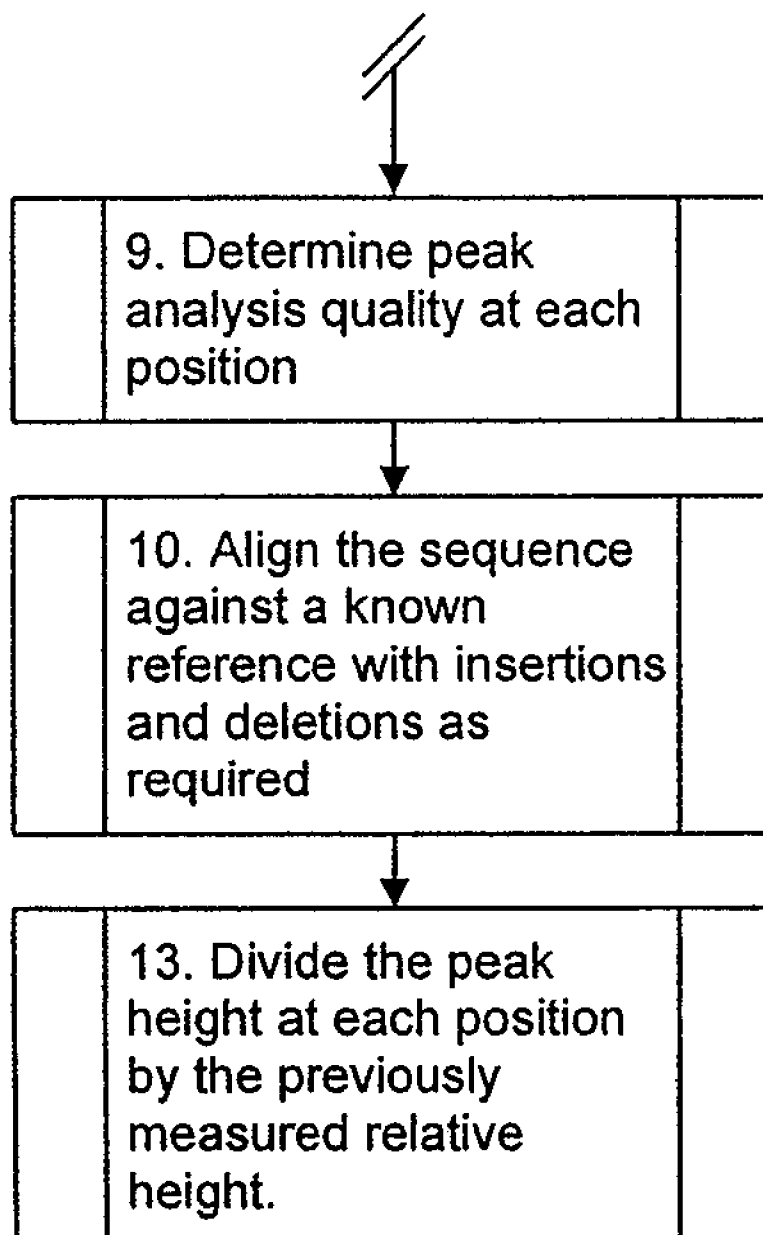 9. Determine peak
analysis quality at each
position
10. Align the sequence
against a known
reference with insertions
and deletions as
required
13. Divide the peak
height at each position
by the previously
measured relative
height.